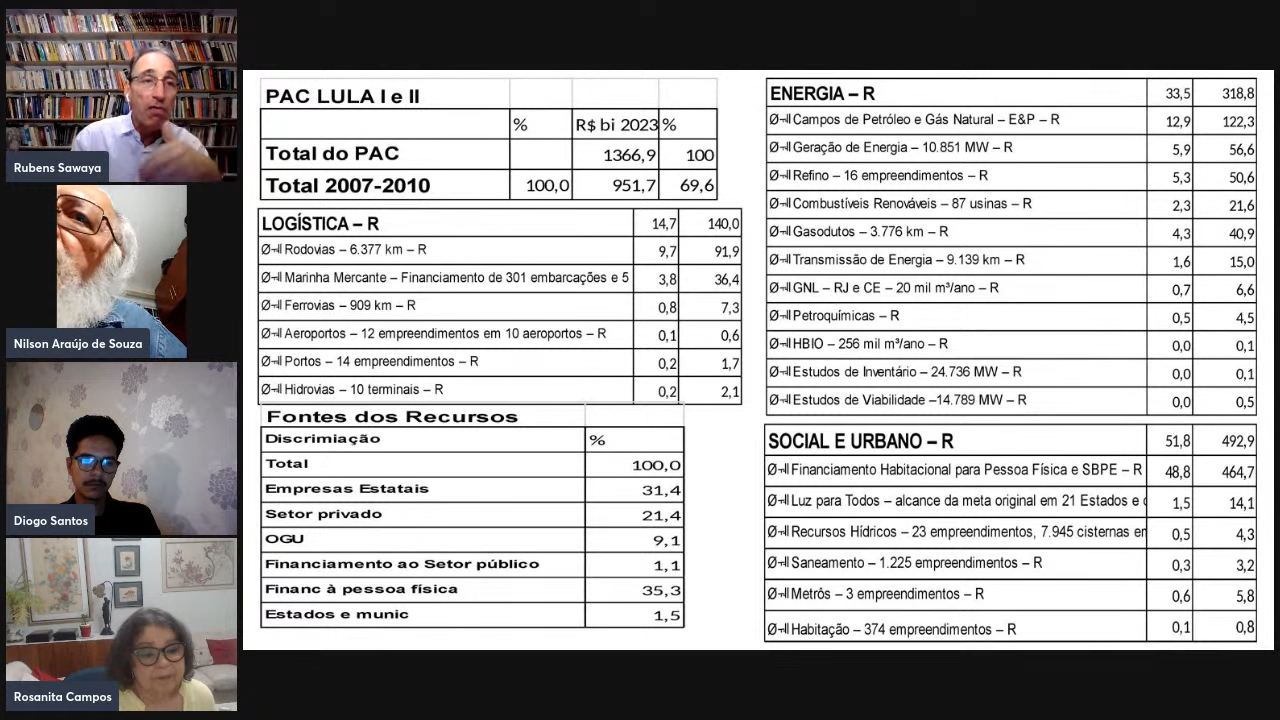 Rubens Sawaya
Nilson Araújo de Souza
Diogo Santos
Rosanita Campos
PAC LULA I e II
% R$ bi 2023 %
Total do PAC 1366,9 100
Total 2007-2010 100,0 951,7 69,6
LOGÍSTICA – R 14,7 140,0
Rodovias – 6.377 km – R 9,7 91,9
Marinha Mercante – Financiamento de 301 embarcações e 5 3,8 36,4
Ferrovias – 909 km – R 0,8 7,3
Aeroportos – 12 empreendimentos em 10 aeroportos – R 0,1 0,6
Portos – 14 empreendimentos – R 0,2 1,7
Hidrovias – 10 terminais – R 0,2 2,1
Fontes dos Recursos
Discrimiação %
Total 100,0
Empresas Estatais 31,4
Setor privado 21,4
OGU 9,1
Financiamento ao Setor público 1,1
Financ à pessoa física 35,3
Estados e munic 1,5
ENERGIA – R 33,5 318,8
Campos de Petróleo e Gás Natural – E&P – R 12,9 122,3
Geração de Energia – 10.851 MW – R 5,9 56,6
Refino – 16 empreendimentos – R 5,3 50,6
Combustíveis Renováveis – 87 usinas – R 2,3 21,6
Gasodutos – 3.776 km – R 4,3 40,9
Transmissão de Energia – 9.139 km – R 1,6 15,0
GNL – RJ e CE – 20 mil m³/ano – R 0,7 6,6
Petroquímicas – R 0,5 4,5
HBIO – 256 mil m³/ano – R 0,0 0,1
Estudos de Inventário – 24.736 MW – R 0,0 0,1
Estudos de Viabilidade –14.789 MW – R 0,0 0,5
SOCIAL E URBANO – R 51,8 492,9
Financiamento Habitacional para Pessoa Física e SBPE – R 48,8 464,7
Luz para Todos – alcance da meta original em 21 Estados e 1,5 14,1
Recursos Hídricos – 23 empreendimentos, 7.945 cisternas 0,5 4,3
Saneamento – 1.225 empreendimentos – R 0,3 3,2
Metrôs – 3 empreendimentos – R 0,6 5,8
Habitação – 374 empreendimentos – R 0,1 0,8